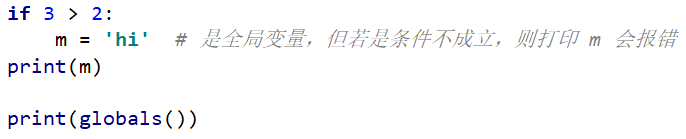 if 3 > 2:
    m = 'hi'  # 是全局变量，但若是条件不成立，则打印 m 会报错
print(m)
print(globals())